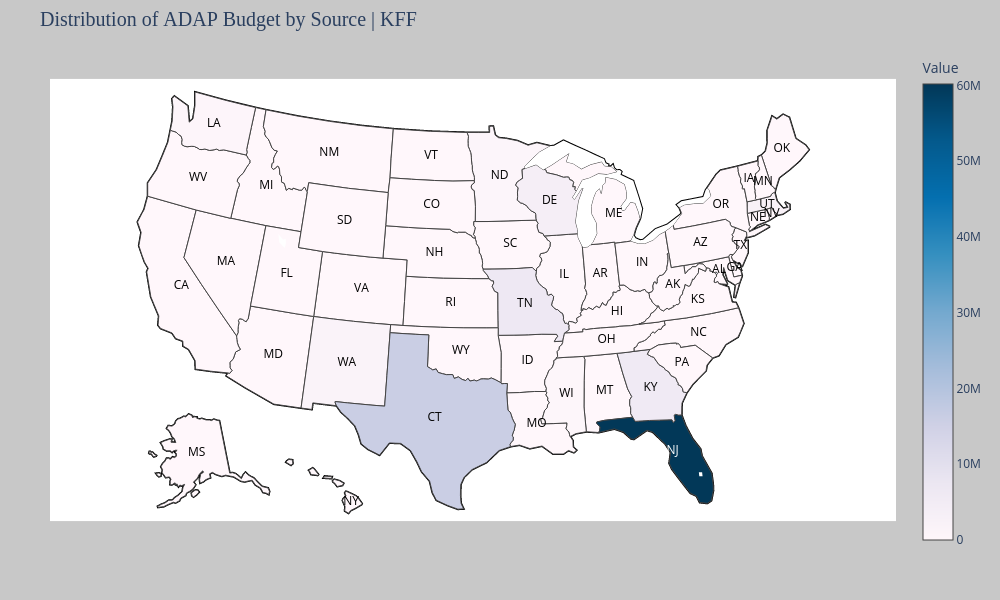 Distribution of ADAP Budget by Source | KFF
Value
60M
50M
40M
30M
20M
10M
0
LA
WV
MI
NM
VT
ND
CO
SD
DE
ME
OR
IA
MN
OK
UT
NE
NV
CA
MA
FL
VA
NH
SC
RI
TN
IL
AR
IN
AZ
TX
AL
GA
AK
KS
HI
OH
NC
MD
WA
WY
ID
WI
MT
KY
PA
CT
MO
NJ
MS
NY